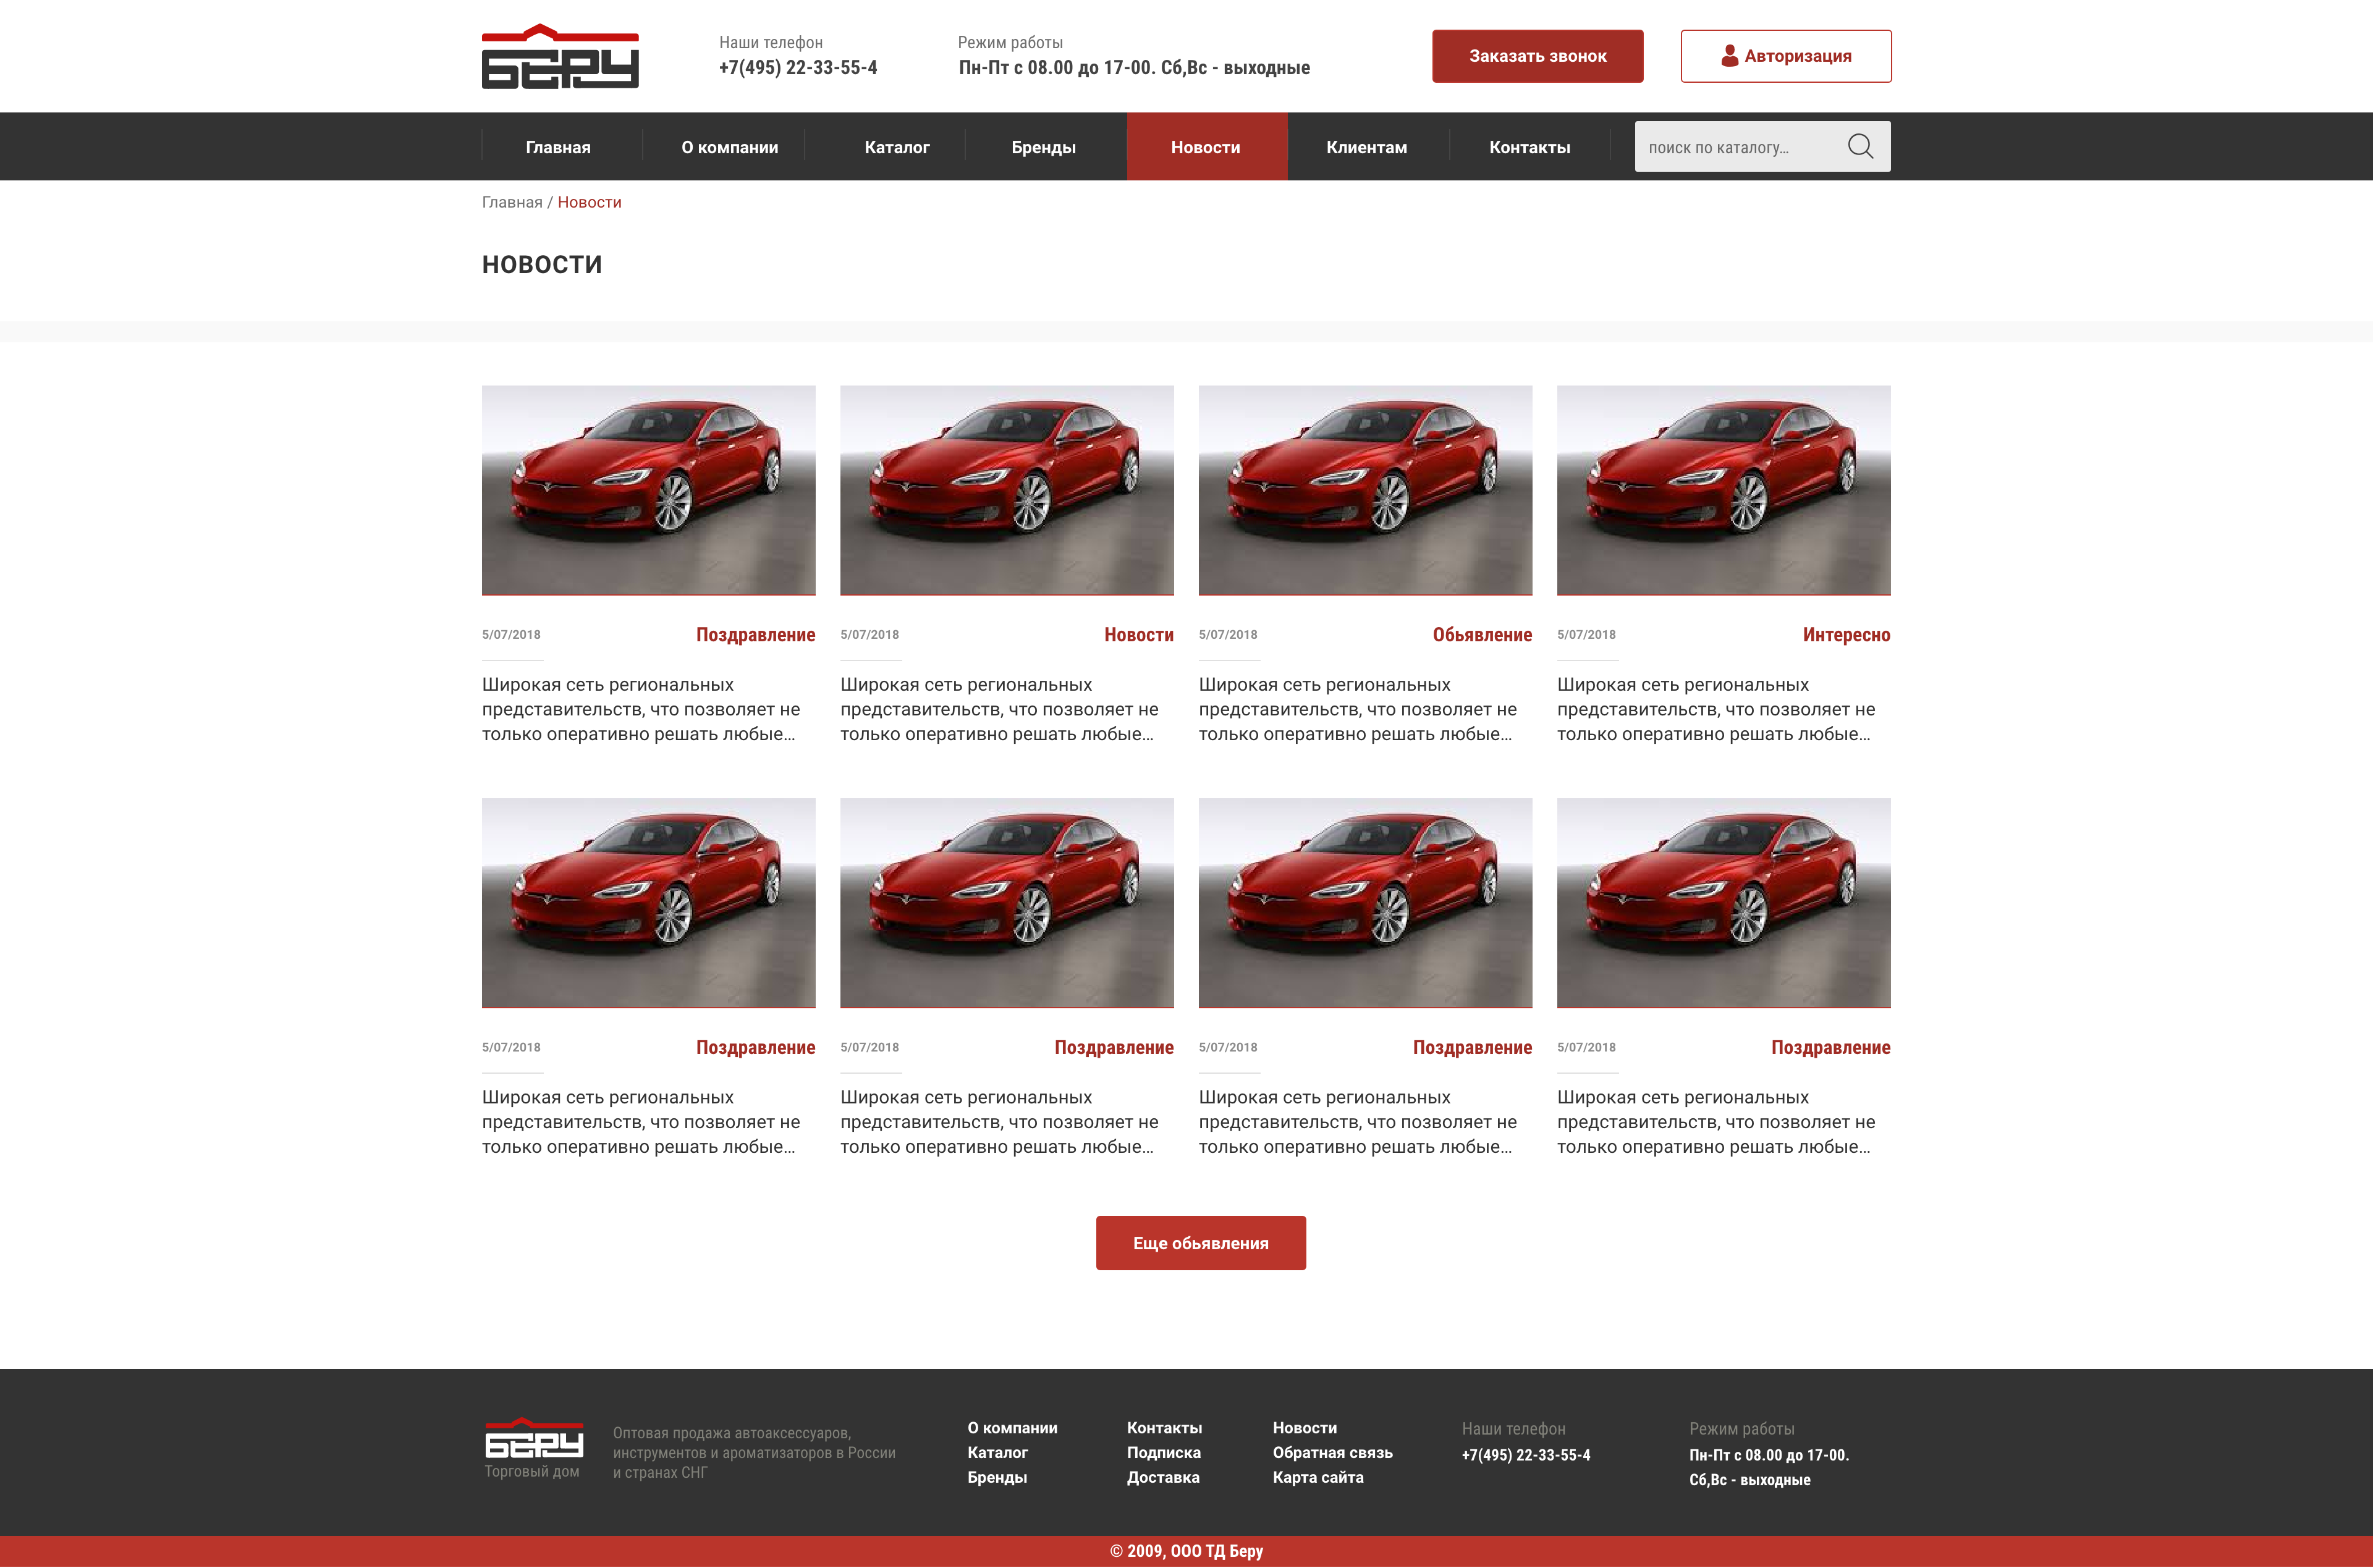 БЕРУ
Наши телефон
+7(495) 22-33-55-4
Режим работы
Пн-Пт с 08.00 до 17-00. Сб,Вс - выходные
Заказать звонок
Авторизация
Главная
О компании
Каталог
Бренды
Новости
Клиентам
Контакты
поиск по каталогу...
Главная / Новости
НОВОСТИ
5/07/2018 Поздравление
Широкая сеть региональных
представительств, что позволяет не
только оперативно решать любые...
5/07/2018 Новости
Широкая сеть региональных
представительств, что позволяет не
только оперативно решать любые...
5/07/2018 Обьявление
Широкая сеть региональных
представительств, что позволяет не
только оперативно решать любые...
5/07/2018 Интересно
Широкая сеть региональных
представительств, что позволяет не
только оперативно решать любые...
5/07/2018 Поздравление
Широкая сеть региональных
представительств, что позволяет не
только оперативно решать любые...
5/07/2018 Поздравление
Широкая сеть региональных
представительств, что позволяет не
только оперативно решать любые...
5/07/2018 Поздравление
Широкая сеть региональных
представительств, что позволяет не
только оперативно решать любые...
5/07/2018 Поздравление
Широкая сеть региональных
представительств, что позволяет не
только оперативно решать любые...
Еще обьявления
БЕРУ
Торговый дом
Оптовая продажа автоаксессуаров,
инструментов и ароматизаторов в России
и странах СНГ
О компании
Каталог
Бренды
Контакты
Подписка
Доставка
Новости
Обратная связь
Карта сайта
Наши телефон
+7(495) 22-33-55-4
Режим работы
Пн-Пт с 08.00 до 17-00.
Сб,Вс - выходные
© 2009, ООО ТД Беру